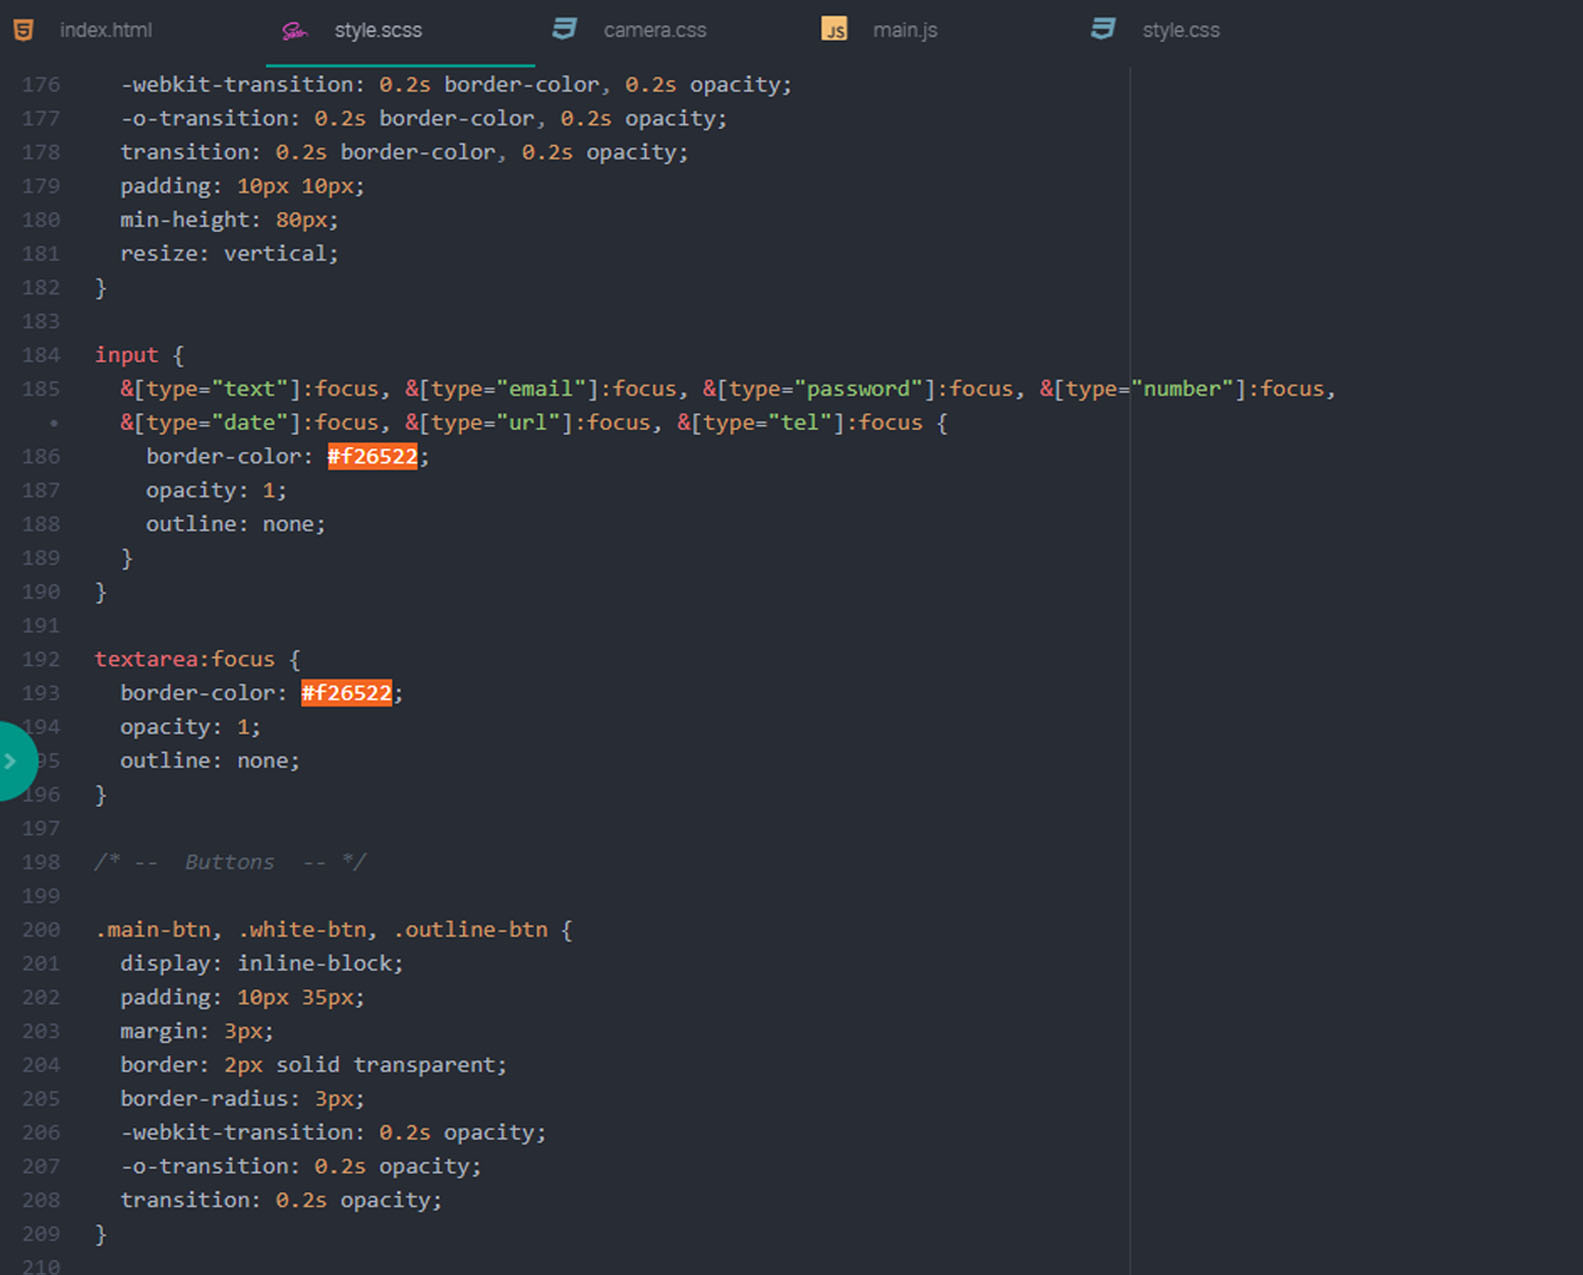 index.html style.scss camera.css JS main.js style.css
176 -webkit-transition: 0.2s border-color, 0.2s opacity;
177 -o-transition: 0.2s border-color, 0.2s opacity;
178 transition: 0.2s border-color, 0.2s opacity;
179 padding: 10px 10px;
180 min-height: 80px;
181 resize: vertical;
182 }
183
184 input {
185 &[type="text"]:focus, &[type="email"]:focus, &[type="password"]:focus, &[type="number"]:focus,
• &[type="date"]:focus, &[type="url"]:focus, &[type="tel"]:focus {
186 border-color: #f26522;
187 opacity: 1;
188 outline: none;
189 }
190 }
191
192 textarea:focus {
193 border-color: #f26522;
194 opacity: 1;
95 outline: none;
196 }
197
198 /* -- Buttons -- */
199
200 .main-btn, .white-btn, .outline-btn {
201 display: inline-block;
202 padding: 10px 35px;
203 margin: 3px;
204 border: 2px solid transparent;
205 border-radius: 3px;
206 -webkit-transition: 0.2s opacity;
207 -o-transition: 0.2s opacity;
208 transition: 0.2s opacity;
209 }
210